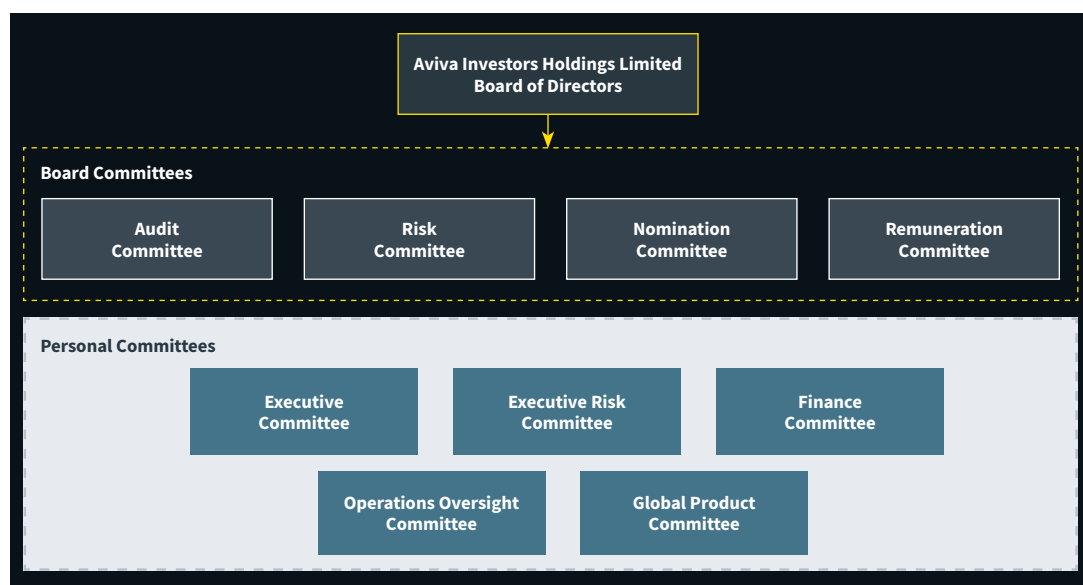 Aviva Investors Holdings Limited
Board of Directors
Board Committees
Audit
Committee
Risk
Committee
Nomination
Committee
Remuneration
Committee
Personal Committees
Executive
Committee
Executive Risk
Committee
Finance
Committee
Operations Oversight
Committee
Global Product
Committee